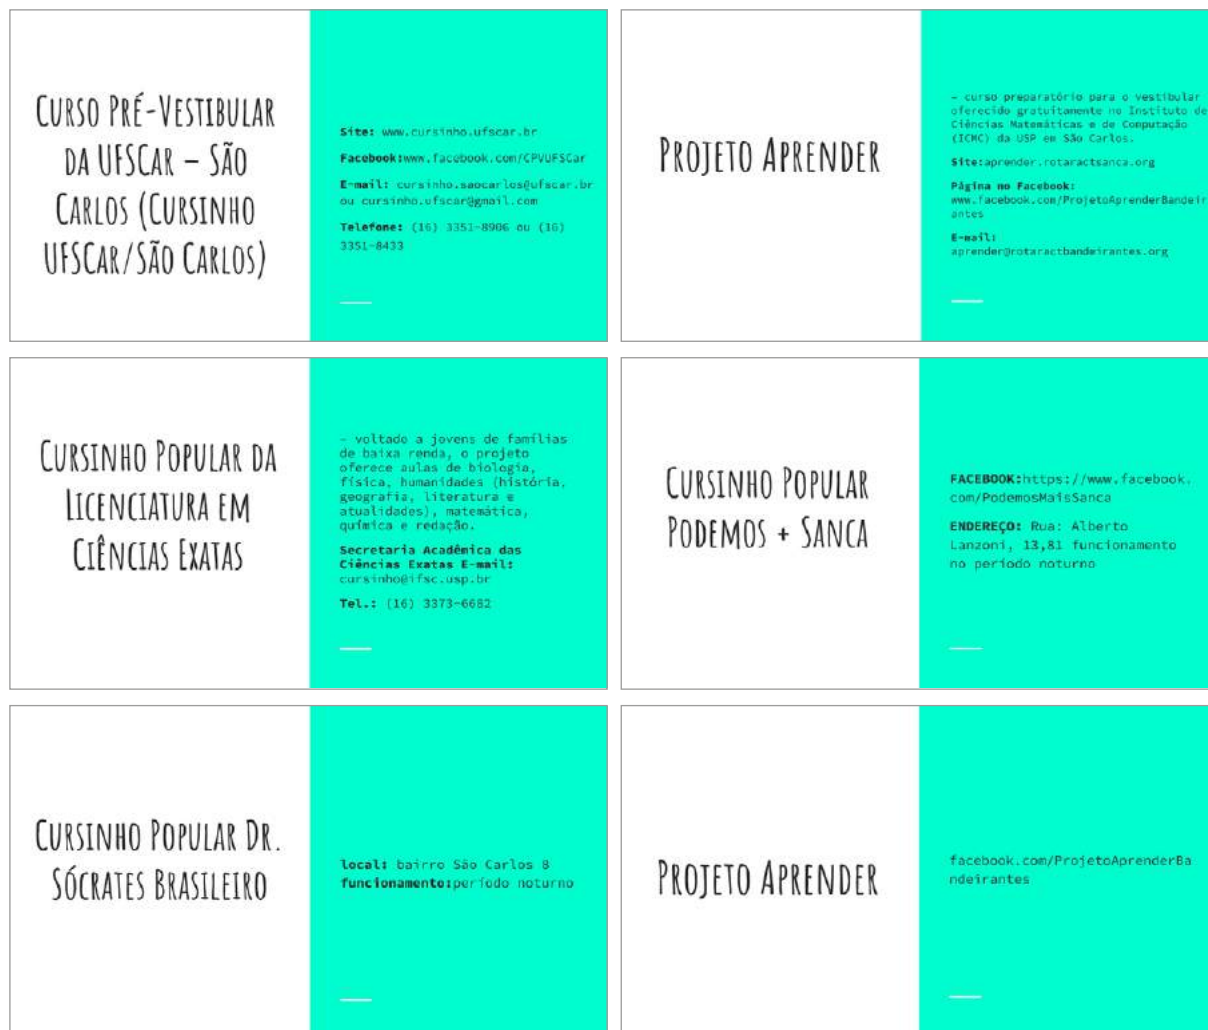 CURSO PRÉ-VESTIBULAR
DA UFSCAR – SÃO
CARLOS (CURSINHO
UFSCAR/SÃO CARLOS)
Site: www.cursinho.ufscar.br
Facebook:www.facebook.com/CPVUFSCar
E-mail: cursinho.saocarlos@ufscar.br
ou cursinho.ufscar@gmail.com
Telefone: (16) 3351-8906 ou (16)
3351-8433
PROJETO APRENDER
– curso preparatório para o vestibular
oferecido gratuitamente no Instituto de
Ciências Matemáticas e de Computação
(ICMC) da USP em São Carlos.
Site:aprender.rotaractsanca.org
Página no Facebook:
www.facebook.com/ProjetoAprenderBandeir
antes
E-mail:
aprender@rotaractbandeirantes.org
CURSINHO POPULAR DA
LICENCIATURA EM
CIÊNCIAS EXATAS
– voltado a jovens de famílias
de baixa renda, o projeto
oferece aulas de biologia,
física, humanidades (história,
geografia, literatura e
atualidades), matemática,
química e redação.
Secretaria Acadêmica das
Ciências Exatas E-mail:
cursinho@ifsc.usp.br
Tel.: (16) 3373-6682
CURSINHO POPULAR
PODEMOS + SANCA
FACEBOOK:https://www.facebook.
com/PodemosMaisSanca
ENDEREÇO: Rua: Alberto
Lanzoni, 13,81 funcionamento
no período noturno
CURSINHO POPULAR DR.
SÓCRATES BRASILEIRO
local: bairro São Carlos 8
funcionamento:período noturno
PROJETO APRENDER
facebook.com/ProjetoAprenderBa
ndeirantes